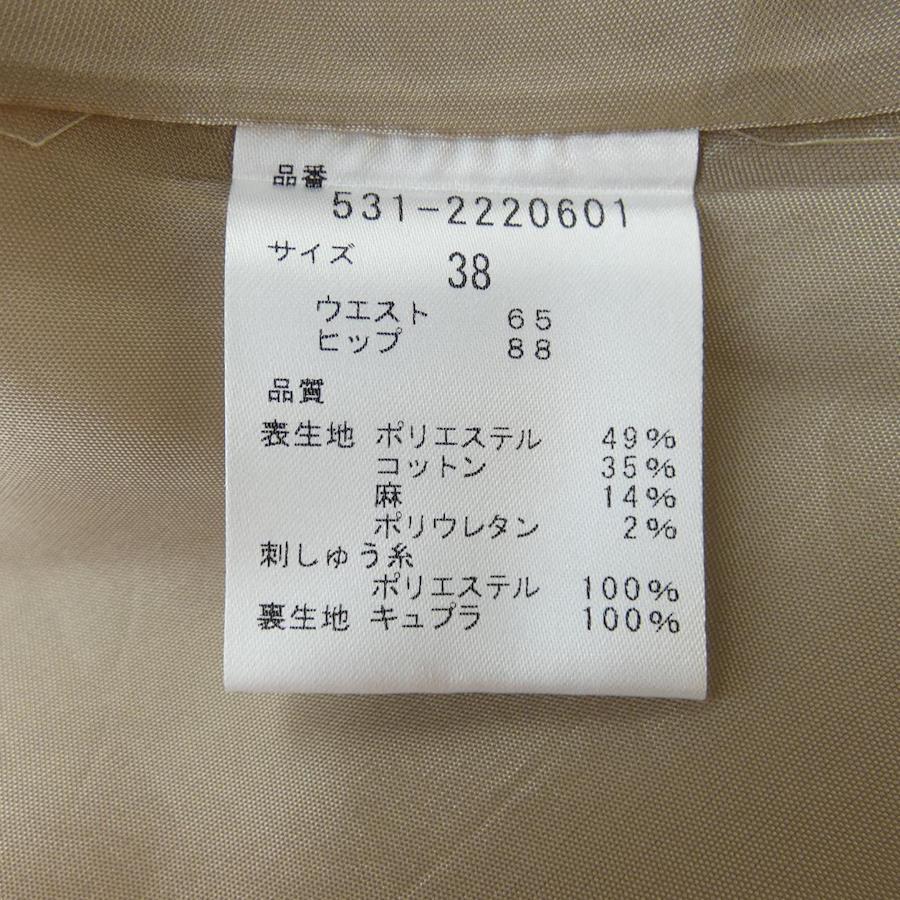 品番
531-2220601
サイズ 38
ウエスト 65
ヒップ 88
品質
表生地 ポリエステル 49%
コットン 35%
麻 14%
ポリウレタン 2%
刺しゅう糸
ポリエステル 100%
裏生地 キュプラ 100%